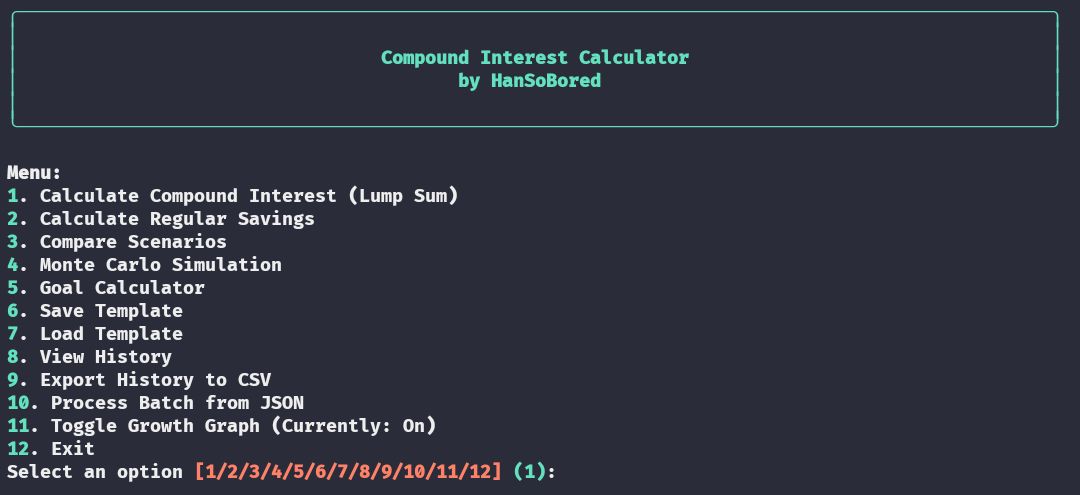 Compound Interest Calculator
by HanSoBored
Menu:
1. Calculate Compound Interest (Lump Sum)
2. Calculate Regular Savings
3. Compare Scenarios
4. Monte Carlo Simulation
5. Goal Calculator
6. Save Template
7. Load Template
8. View History
9. Export History to CSV
10. Process Batch from JSON
11. Toggle Growth Graph (Currently: On)
12. Exit
Select an option [1/2/3/4/5/6/7/8/9/10/11/12] (1):